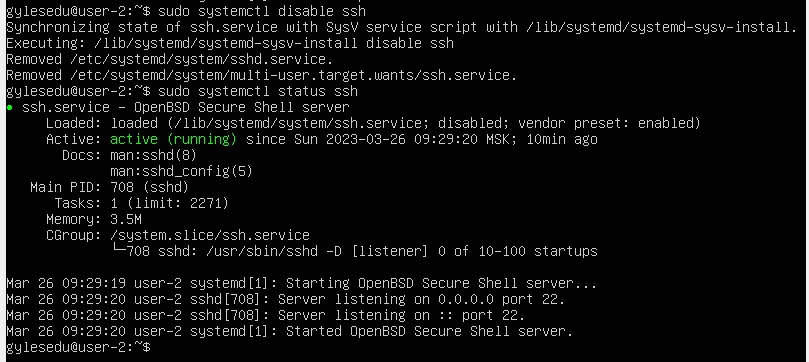 gylesedu@user-2:~$ sudo systemctl disable ssh
Synchronizing state of ssh.service with SysV service script with /lib/systemd/systemd-sysv-install.
Executing: /lib/systemd/systemd-sysv-install disable ssh
Removed /etc/systemd/system/sshd.service.
Removed /etc/systemd/system/multi-user.target.wants/ssh.service.
gylesedu@user-2:~$ sudo systemctl status ssh
● ssh.service - OpenBSD Secure Shell server
     Loaded: loaded (/lib/systemd/system/ssh.service; disabled; vendor preset: enabled)
     Active: active (running) since Sun 2023-03-26 09:29:20 MSK; 10min ago
       Docs: man:sshd(8)
             man:sshd_config(5)
   Main PID: 708 (sshd)
      Tasks: 1 (limit: 2271)
     Memory: 3.5M
     CGroup: /system.slice/ssh.service
             └─708 sshd: /usr/sbin/sshd -D [listener] 0 of 10-100 startups

Mar 26 09:29:19 user-2 systemd[1]: Starting OpenBSD Secure Shell server...
Mar 26 09:29:20 user-2 sshd[708]: Server listening on 0.0.0.0 port 22.
Mar 26 09:29:20 user-2 sshd[708]: Server listening on :: port 22.
Mar 26 09:29:20 user-2 systemd[1]: Started OpenBSD Secure Shell server.
gylesedu@user-2:~$